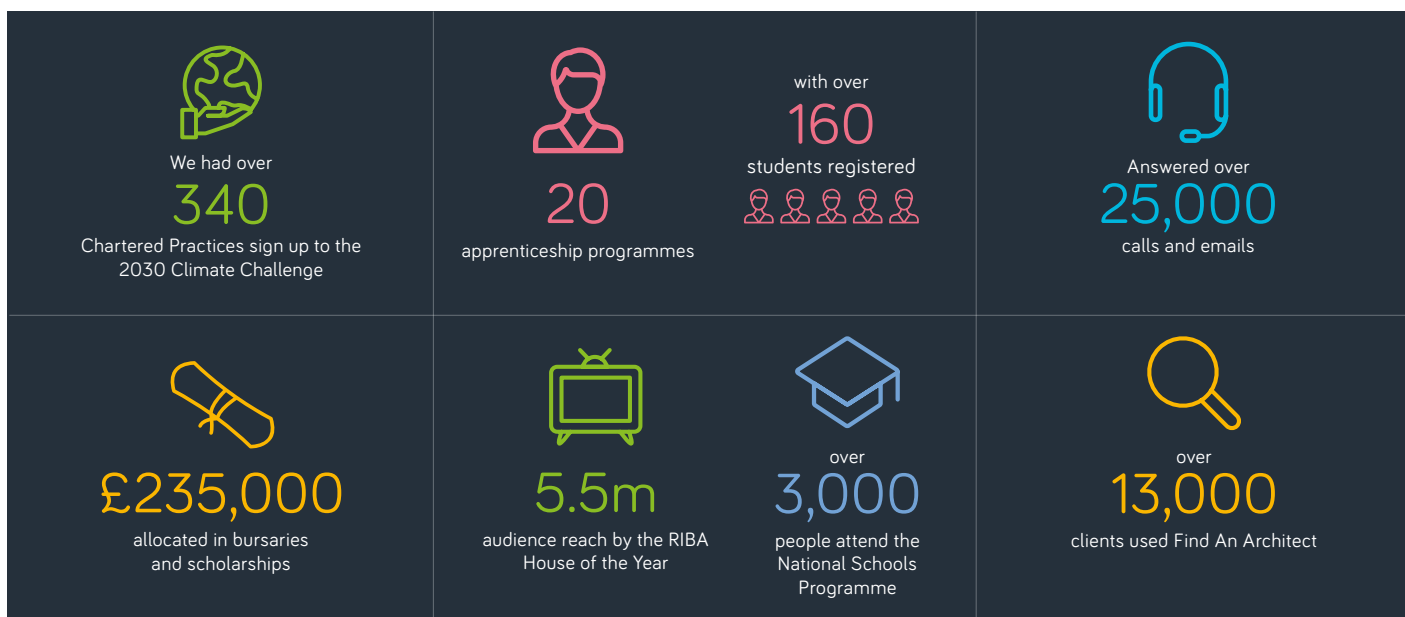 We had over
340
Chartered Practices sign up to the
2030 Climate Challenge
20
apprenticeship programmes
with over
160
students registered
Answered over
25,000
calls and emails
£235,000
allocated in bursaries
and scholarships
5.5m
audience reach by the RIBA
House of the Year
over
3,000
people attend the
National Schools
Programme
over
13,000
clients used Find An Architect